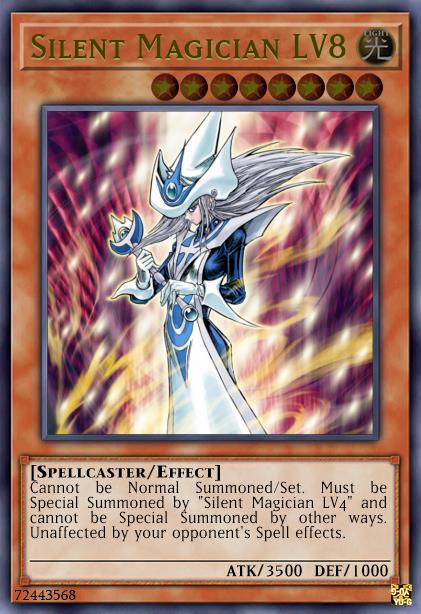 Silent Magician LV8
LIGHT
光
[Spellcaster/Effect]
Cannot be Normal Summoned/Set. Must be
Special Summoned by "Silent Magician LV4" and
cannot be Special Summoned by other ways.
Unaffected by your opponent's Spell effects.
ATK/3500 DEF/1000
72443568